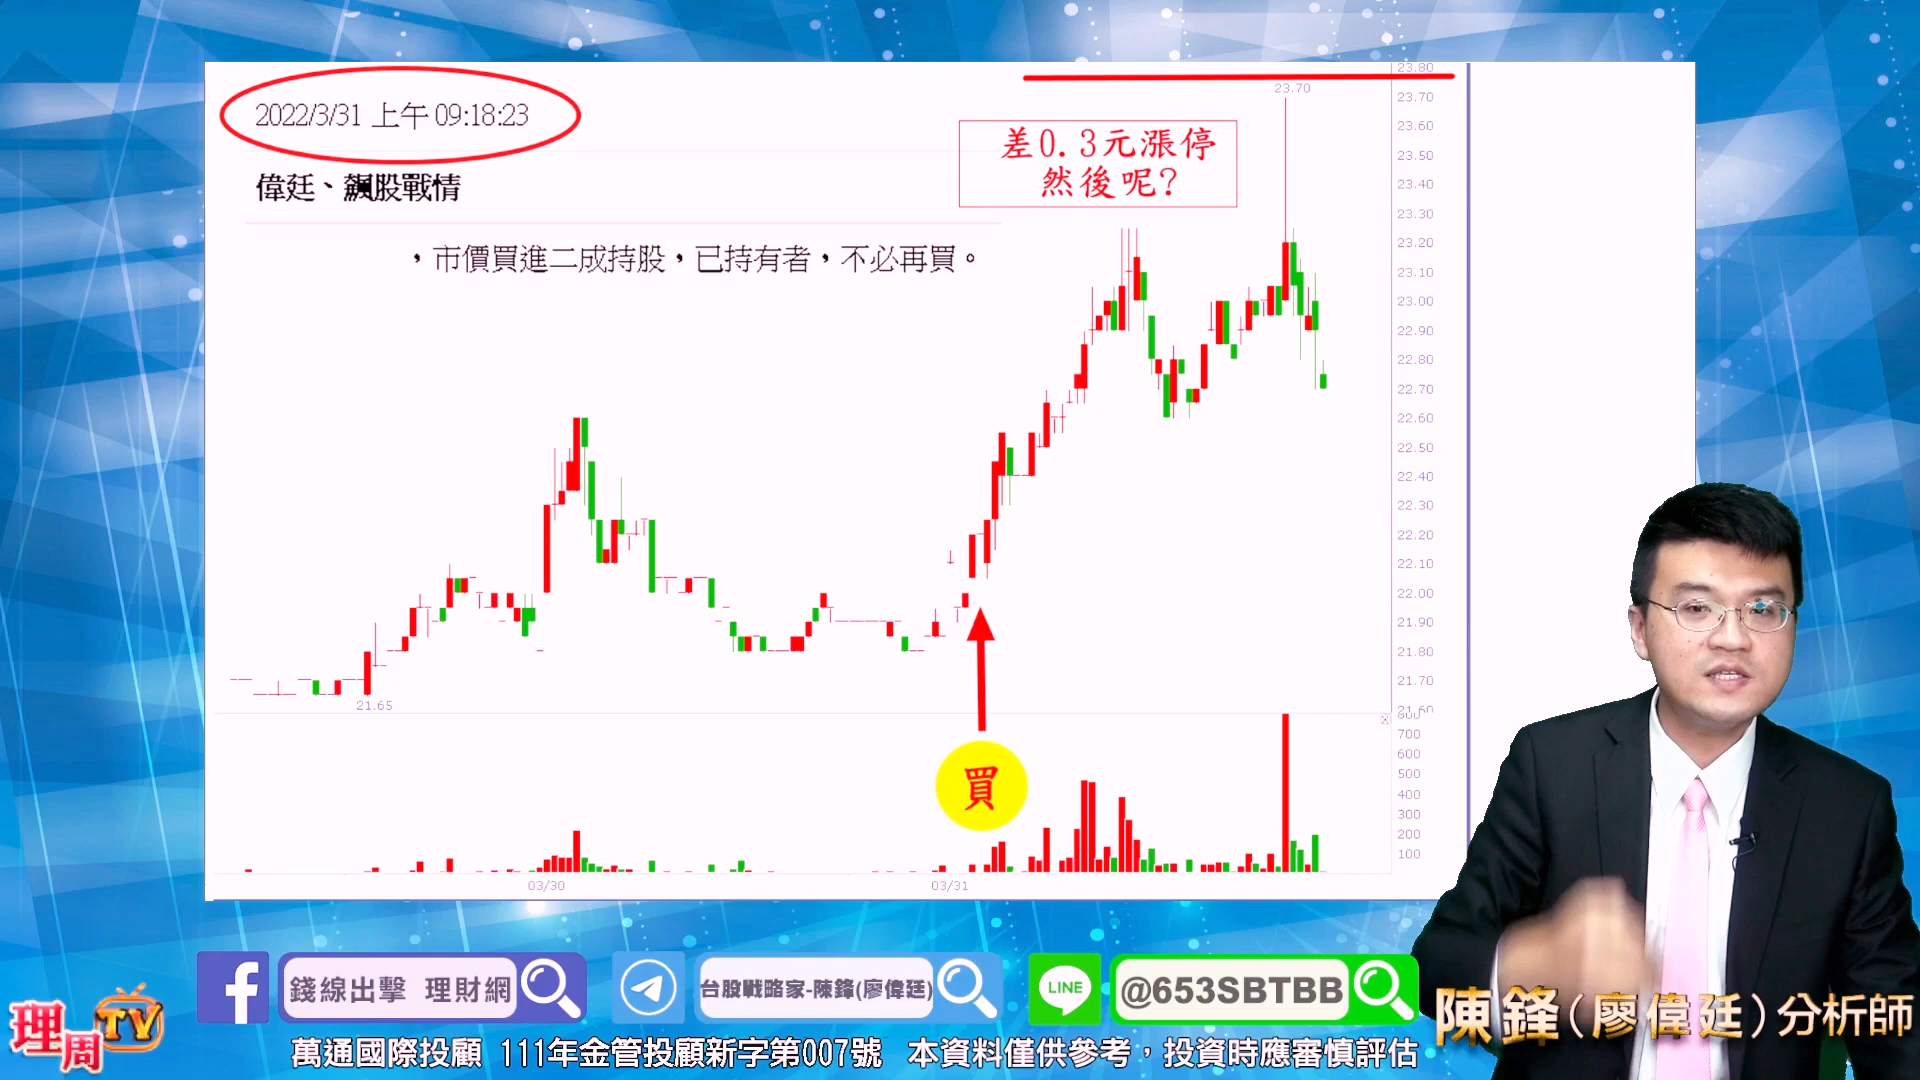 2022/3/31 上午 09:18:23
偉廷、飆股戰情
，市價買進二成持股，已持有者，不必再買。
差0.3元漲停
然後呢?
23.70
21.65
買
23.80
23.70
23.60
23.50
23.40
23.30
23.20
23.10
23.00
22.90
22.80
22.70
22.60
22.50
22.40
22.30
22.20
22.10
22.00
21.90
21.80
21.70
21.60
800
700
600
500
400
300
200
100
03/30
03/31
理周TV
錢線出擊 理財網
台股戰略家-陳鋒(廖偉廷)
LINE
@653SBTBB
陳鋒(廖偉廷)分析師
萬通國際投顧 111年金管投顧新字第007號 本資料僅供參考，投資時應審慎評估